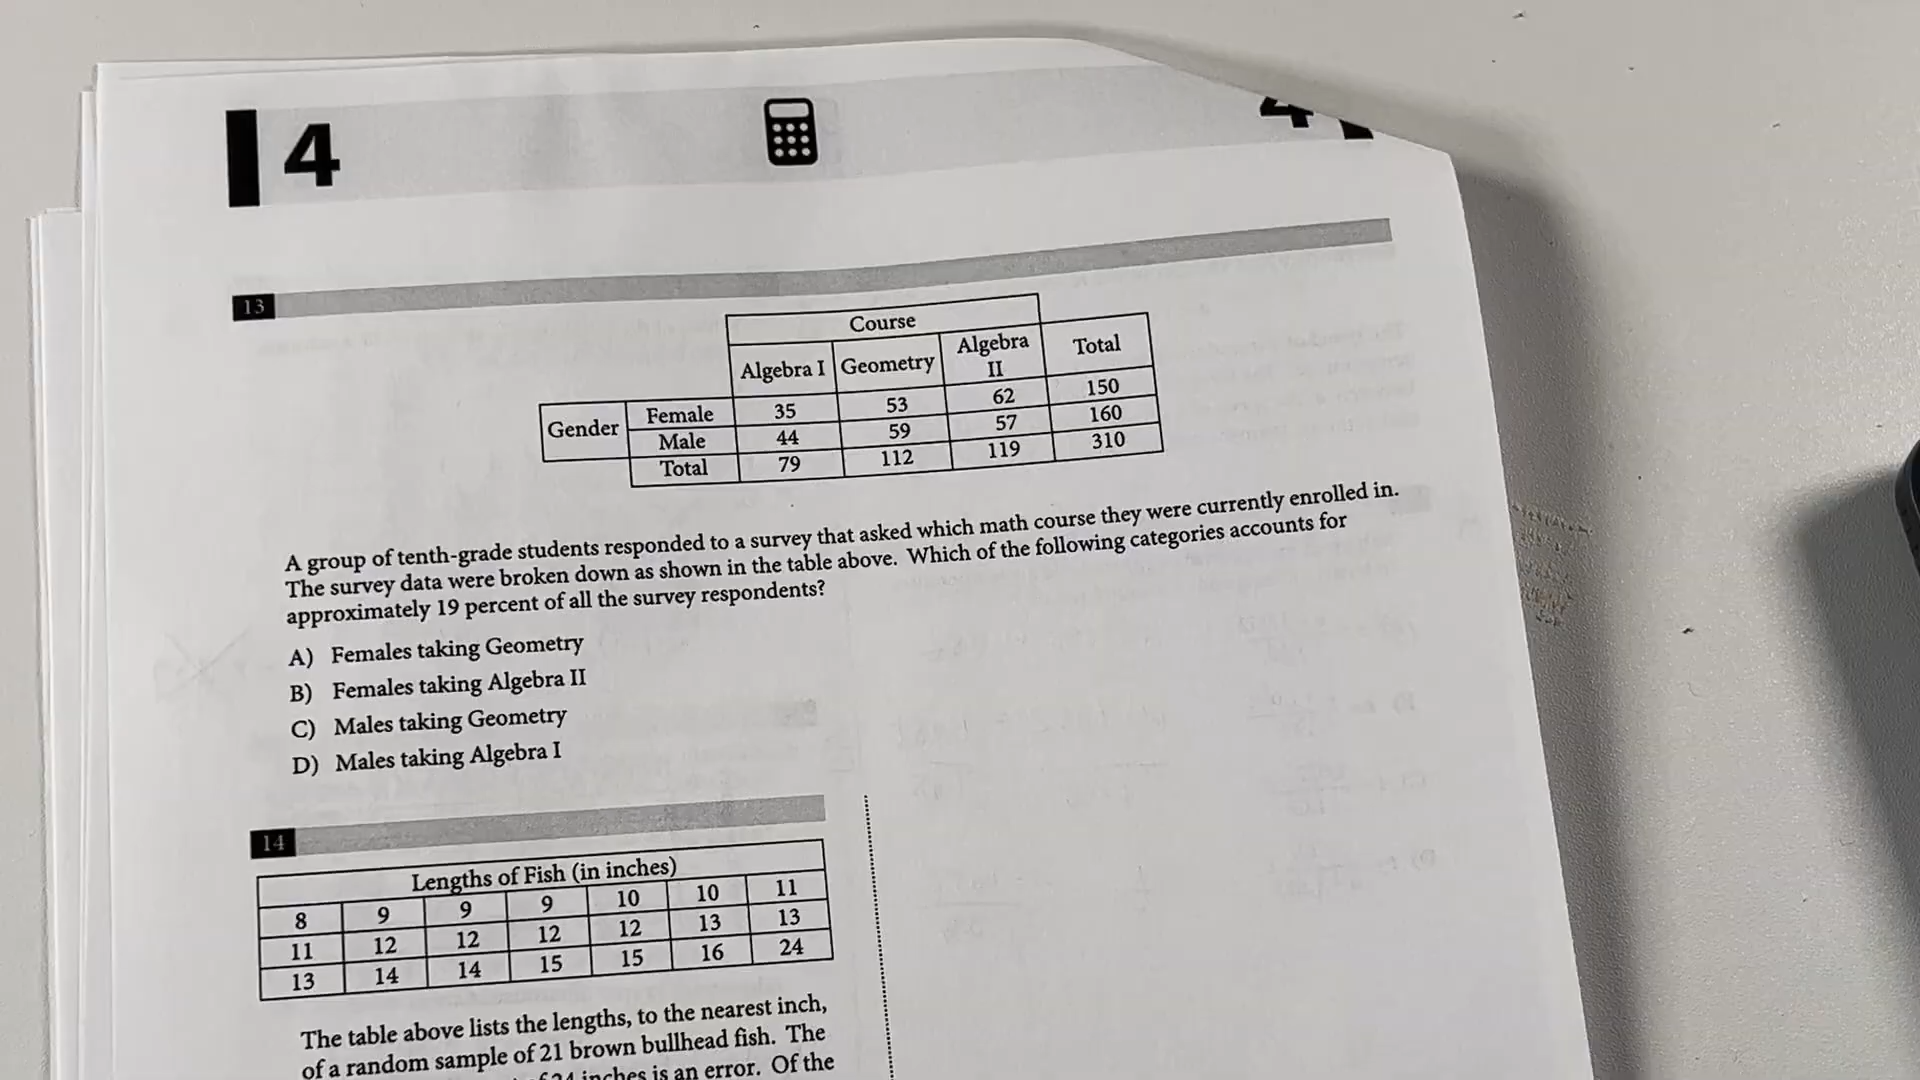 4
13
Course
Algebra I Geometry Algebra II Total
Gender Female 35 53 62 150
Male 44 59 57 160
Total 79 112 119 310
A group of tenth-grade students responded to a survey that asked which math course they were currently enrolled in.
The survey data were broken down as shown in the table above. Which of the following categories accounts for
approximately 19 percent of all the survey respondents?
A) Females taking Geometry
B) Females taking Algebra II
C) Males taking Geometry
D) Males taking Algebra I
14
Lengths of Fish (in inches)
8 9 9 9 10 10 11
11 12 12 12 12 13 13
13 14 14 15 15 16 24
The table above lists the lengths, to the nearest inch,
of a random sample of 21 brown bullhead fish. The
24 inches is an error. Of the